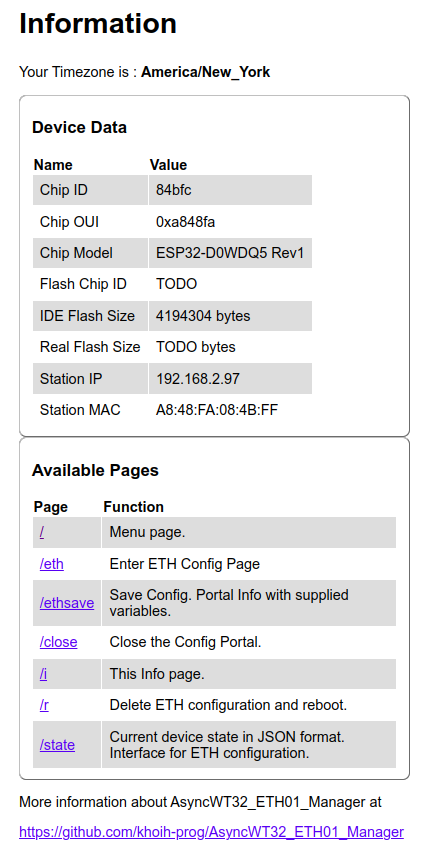 Information
Your Timezone is : America/New_York
Device Data
Name Value
Chip ID 84bfc
Chip OUI 0xa848fa
Chip Model ESP32-D0WDQ5 Rev1
Flash Chip ID TODO
IDE Flash Size 4194304 bytes
Real Flash Size TODO bytes
Station IP 192.168.2.97
Station MAC A8:48:FA:08:4B:FF
Available Pages
Page Function
/ Menu page.
/eth Enter ETH Config Page
/ethsave Save Config. Portal Info with supplied
variables.
/close Close the Config Portal.
/i This Info page.
/r Delete ETH configuration and reboot.
/state Current device state in JSON format.
Interface for ETH configuration.
More information about AsyncWT32_ETH01_Manager at
https://github.com/khoih-prog/AsyncWT32_ETH01_Manager